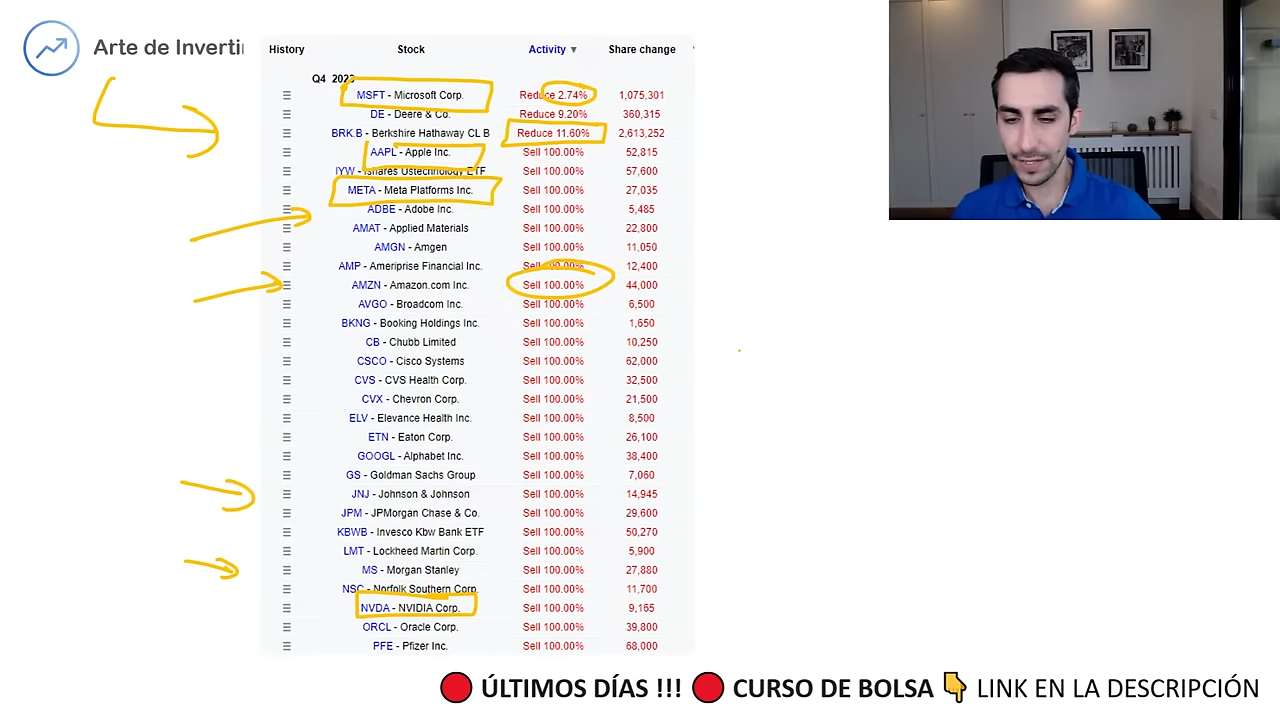 Arte de Invertir
History Stock Activity ▼ Share change
Q4 2023
MSFT - Microsoft Corp. Reduce 2.74% 1,075,301
DE - Deere & Co. Reduce 9.20% 360,315
BRK.B - Berkshire Hathaway CL B Reduce 11.60% 2,613,252
AAPL - Apple Inc. Sell 100.00% 52,815
IYW - iShares Ustechnology ETF Sell 100.00% 57,600
META - Meta Platforms Inc. Sell 100.00% 27,035
ADBE - Adobe Inc. Sell 100.00% 5,485
AMAT - Applied Materials Sell 100.00% 22,800
AMGN - Amgen Sell 100.00% 11,050
AMP - Ameriprise Financial Inc. Sell 100.00% 12,400
AMZN - Amazon.com Inc. Sell 100.00% 44,000
AVGO - Broadcom Inc. Sell 100.00% 6,500
BKNG - Booking Holdings Inc. Sell 100.00% 1,650
CB - Chubb Limited Sell 100.00% 10,250
CSCO - Cisco Systems Sell 100.00% 62,000
CVS - CVS Health Corp. Sell 100.00% 32,500
CVX - Chevron Corp. Sell 100.00% 21,500
ELV - Elevance Health Inc. Sell 100.00% 8,500
ETN - Eaton Corp. Sell 100.00% 26,100
GOOGL - Alphabet Inc. Sell 100.00% 38,400
GS - Goldman Sachs Group Sell 100.00% 7,060
JNJ - Johnson & Johnson Sell 100.00% 14,945
JPM - JPMorgan Chase & Co. Sell 100.00% 29,600
KBWB - Invesco Kbw Bank ETF Sell 100.00% 50,270
LMT - Lockheed Martin Corp. Sell 100.00% 5,900
MS - Morgan Stanley Sell 100.00% 27,880
NSC - Norfolk Southern Corp. Sell 100.00% 11,700
NVDA - NVIDIA Corp. Sell 100.00% 9,165
ORCL - Oracle Corp. Sell 100.00% 39,800
PFE - Pfizer Inc. Sell 100.00% 68,000
ÚLTIMOS DÍAS !!! CURSO DE BOLSA LINK EN LA DESCRIPCIÓN